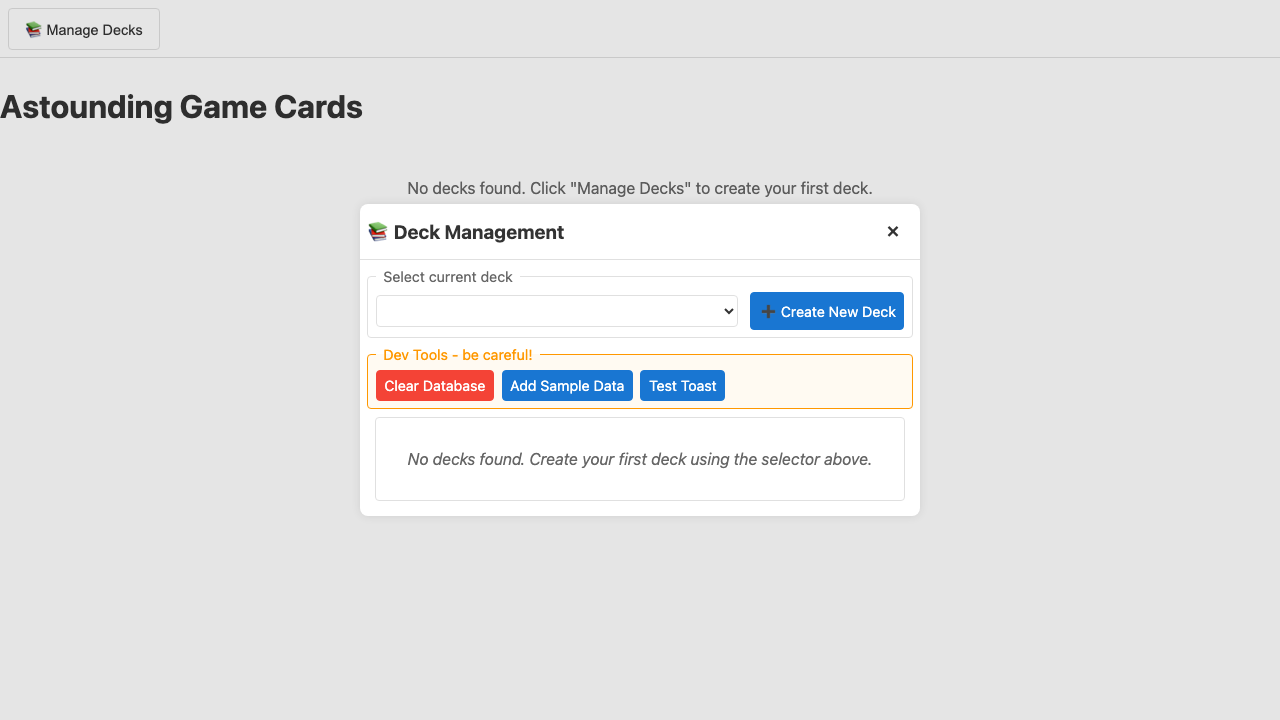 📚 Manage Decks
Astounding Game Cards
No decks found. Click "Manage Decks" to create your first deck.
📚 Deck Management
×
Select current deck
➕ Create New Deck
Dev Tools - be careful!
Clear Database
Add Sample Data
Test Toast
No decks found. Create your first deck using the selector above.